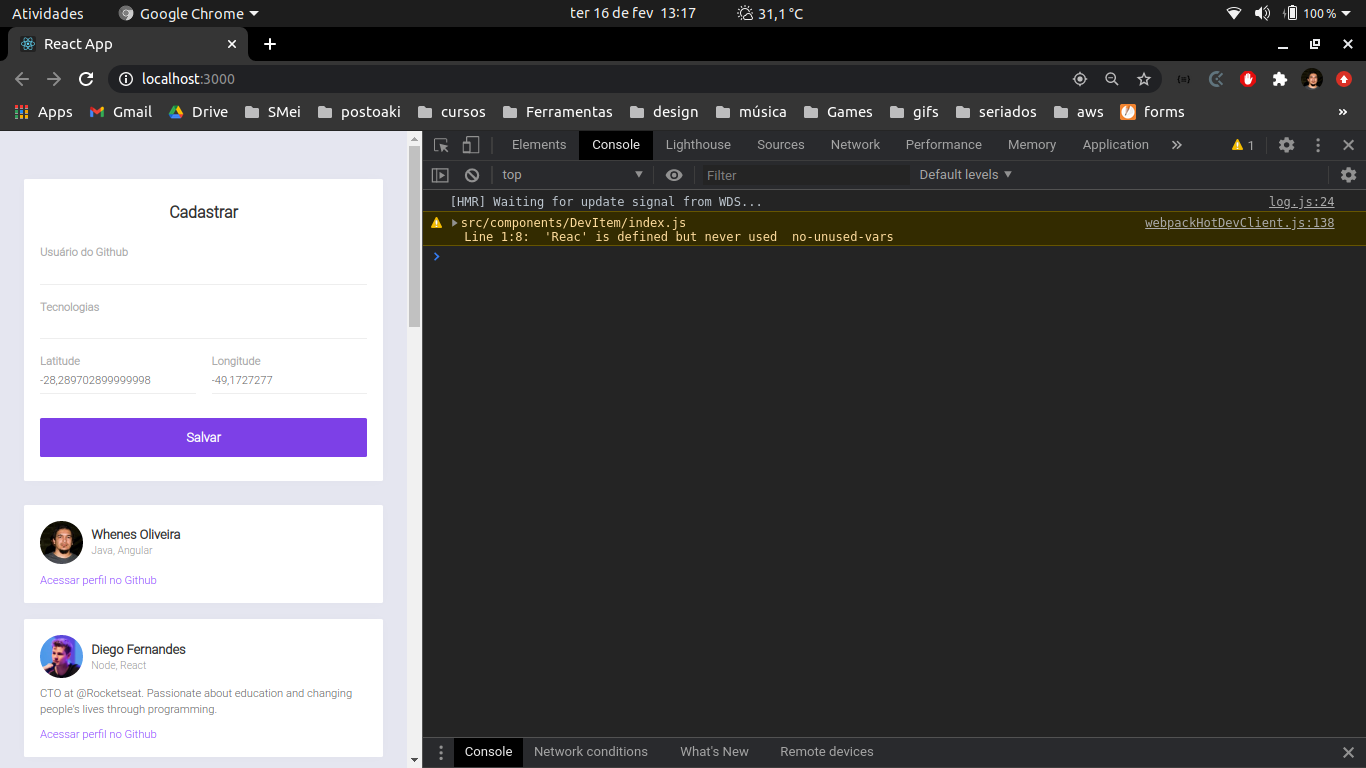 Atividades Google Chrome ter 16 de fev 13:17 31,1 °C 100 %
React App
localhost:3000
Apps Gmail Drive SMei postoaki cursos Ferramentas design música Games gifs seriados aws forms »
Cadastrar
Usuário do Github
Tecnologias
Latitude Longitude
-28,289702899999998 -49,1727277
Salvar
Whenes Oliveira
Java, Angular
Acessar perfil no Github
Diego Fernandes
Node, React
CTO at @Rocketseat. Passionate about education and changing
people's lives through programming.
Acessar perfil no Github
Elements Console Lighthouse Sources Network Performance Memory Application » 1
top Filter Default levels
[HMR] Waiting for update signal from WDS... log.js:24
src/components/DevItem/index.js webpackHotDevClient.js:138
Line 1:8: 'Reac' is defined but never used no-unused-vars
Console Network conditions What's New Remote devices